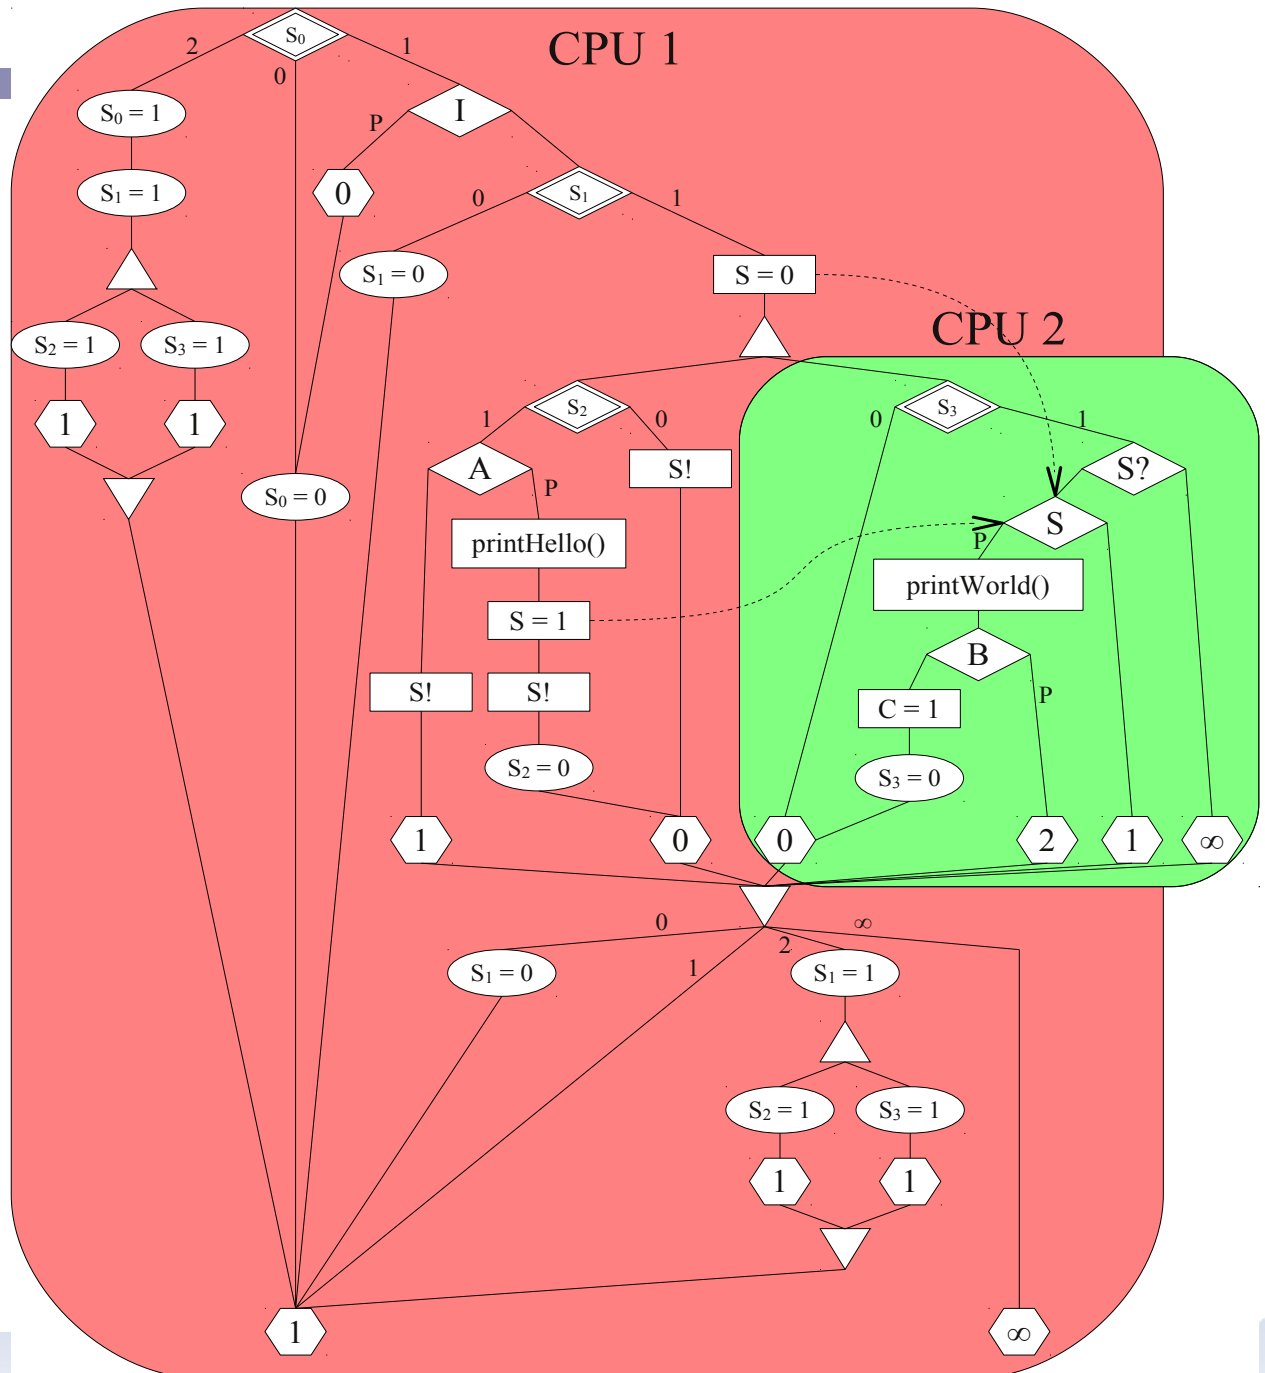 CPU 1
S₀
2
0
1
S₀ = 1
I
P
S₁ = 1
0
S₁
0
1
S₁ = 0
S = 0
CPU 2
S₂ = 1
S₃ = 1
1
1
S₂
1
0
S₃
0
1
A
P
S!
S?
S
P
S₀ = 0
printHello()
printWorld()
S = 1
B
P
S!
S!
C = 1
S₂ = 0
S₃ = 0
1
0
0
2
1
∞
0
1
2
∞
S₁ = 0
S₁ = 1
S₂ = 1
S₃ = 1
1
1
1
∞